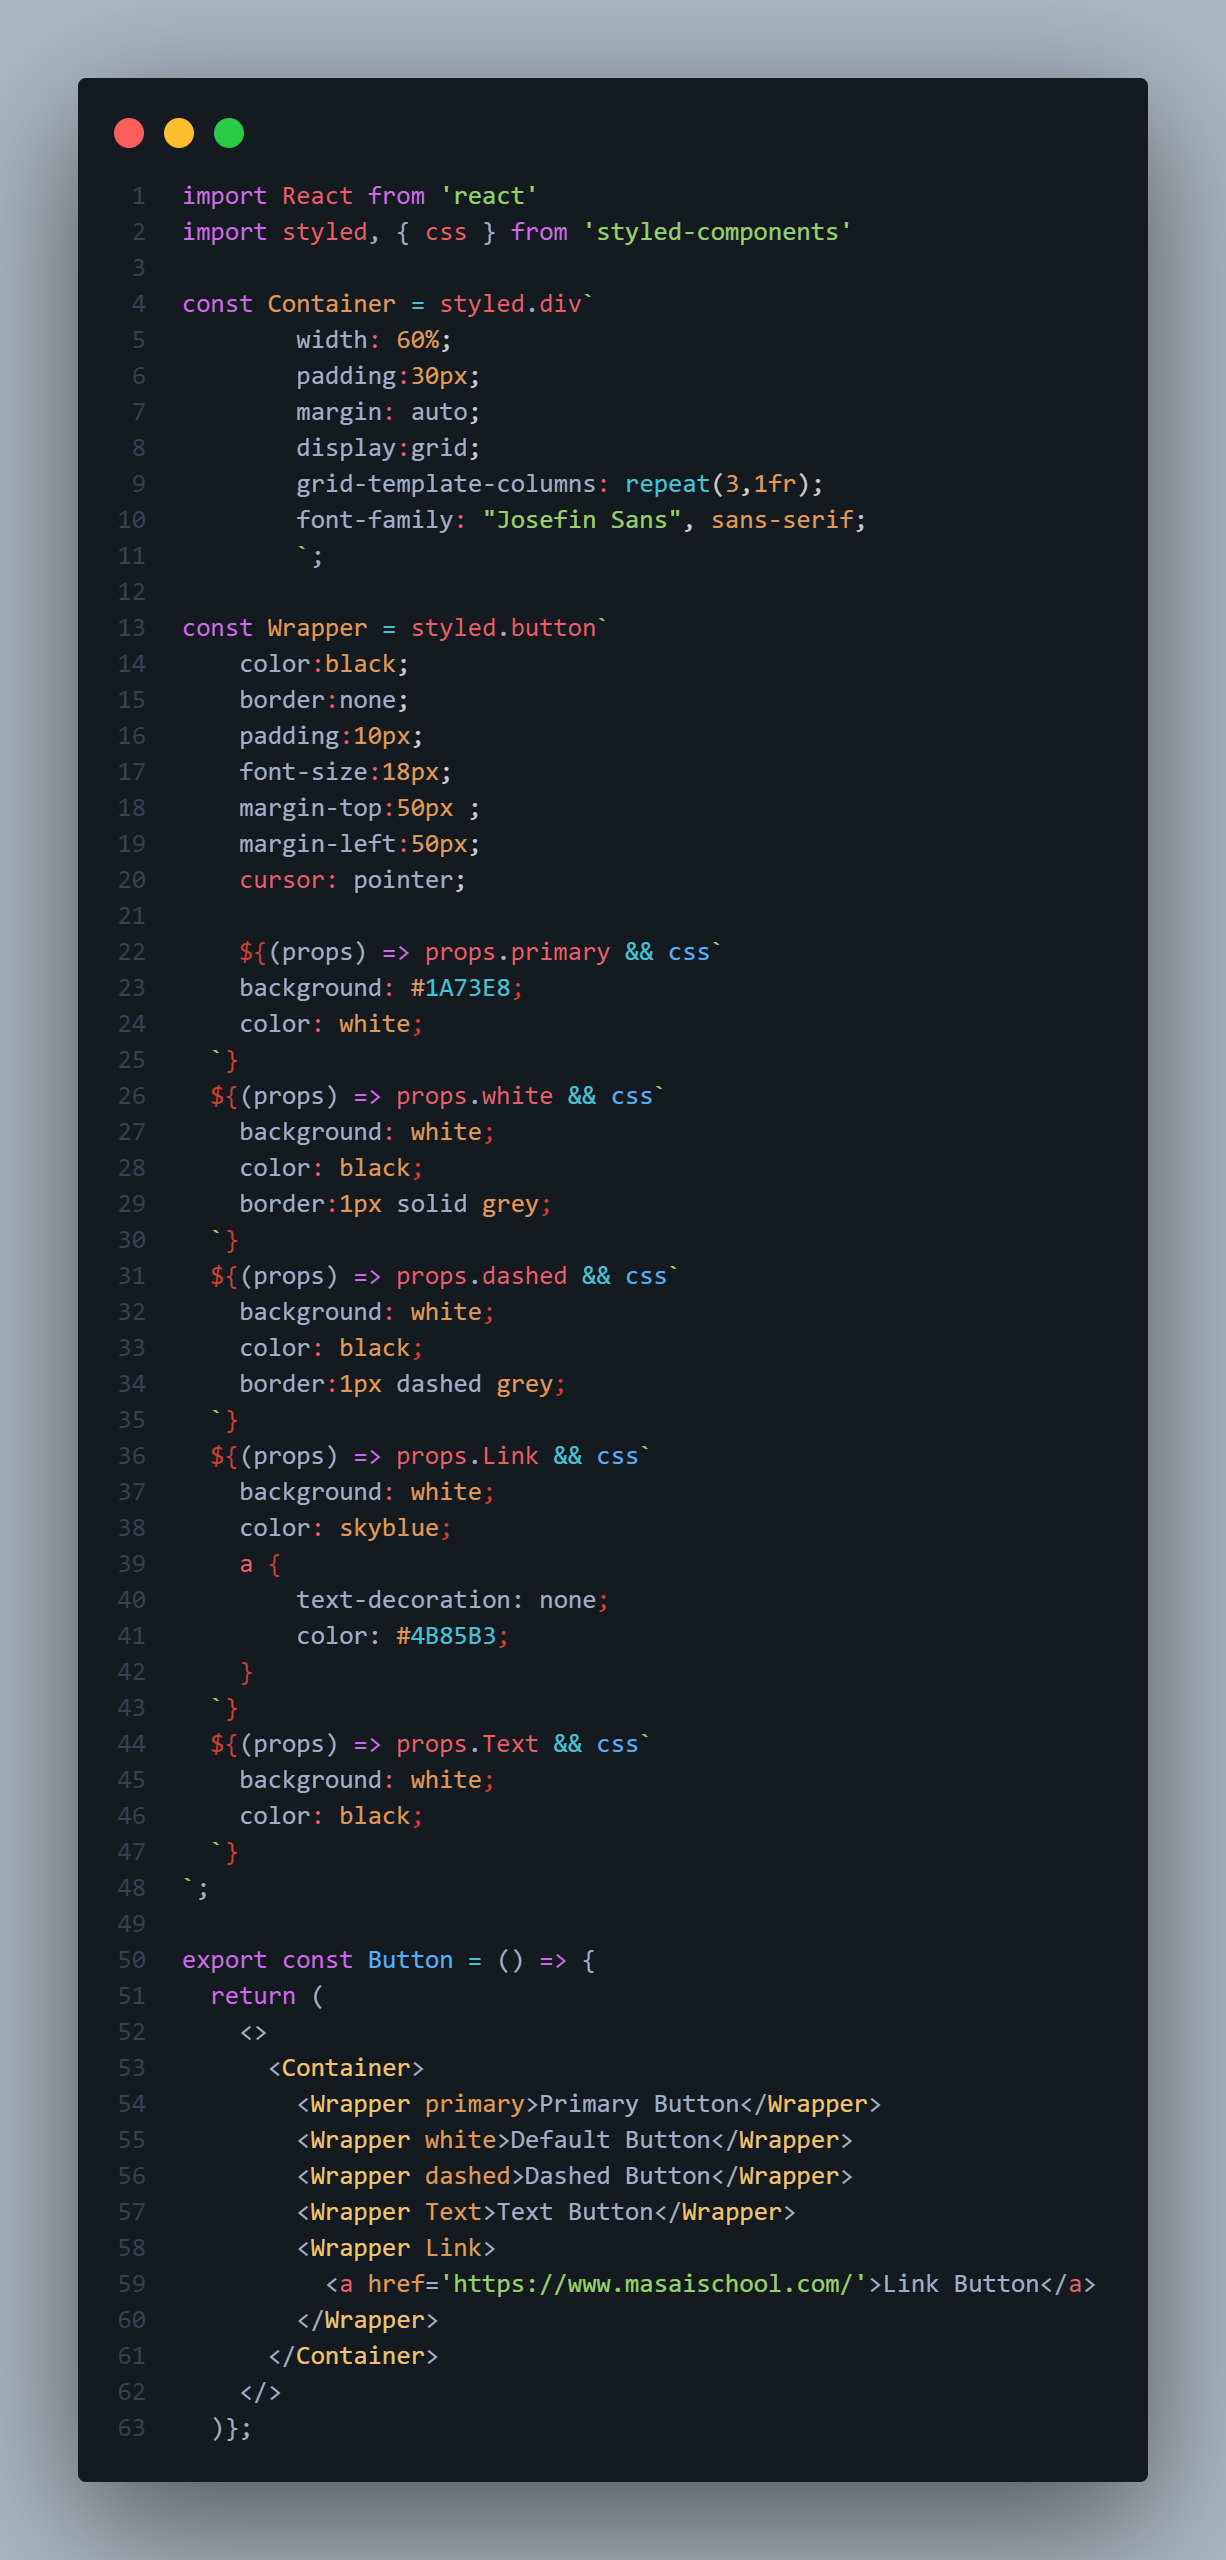 1 import React from 'react'
2 import styled, { css } from 'styled-components'
3
4 const Container = styled.div`
5         width: 60%;
6         padding:30px;
7         margin: auto;
8         display:grid;
9         grid-template-columns: repeat(3,1fr);
10         font-family: "Josefin Sans", sans-serif;
11         `;
12
13 const Wrapper = styled.button`
14     color:black;
15     border:none;
16     padding:10px;
17     font-size:18px;
18     margin-top:50px ;
19     margin-left:50px;
20     cursor: pointer;
21
22     ${(props) => props.primary && css`
23     background: #1A73E8;
24     color: white;
25   `}
26   ${(props) => props.white && css`
27     background: white;
28     color: black;
29     border:1px solid grey;
30   `}
31   ${(props) => props.dashed && css`
32     background: white;
33     color: black;
34     border:1px dashed grey;
35   `}
36   ${(props) => props.Link && css`
37     background: white;
38     color: skyblue;
39     a {
40         text-decoration: none;
41         color: #4B85B3;
42     }
43   `}
44   ${(props) => props.Text && css`
45     background: white;
46     color: black;
47   `}
48 `;
49
50 export const Button = () => {
51   return (
52     <>
53       <Container>
54         <Wrapper primary>Primary Button</Wrapper>
55         <Wrapper white>Default Button</Wrapper>
56         <Wrapper dashed>Dashed Button</Wrapper>
57         <Wrapper Text>Text Button</Wrapper>
58         <Wrapper Link>
59           <a href='https://www.masaischool.com/'>Link Button</a>
60         </Wrapper>
61       </Container>
62     </>
63   )};